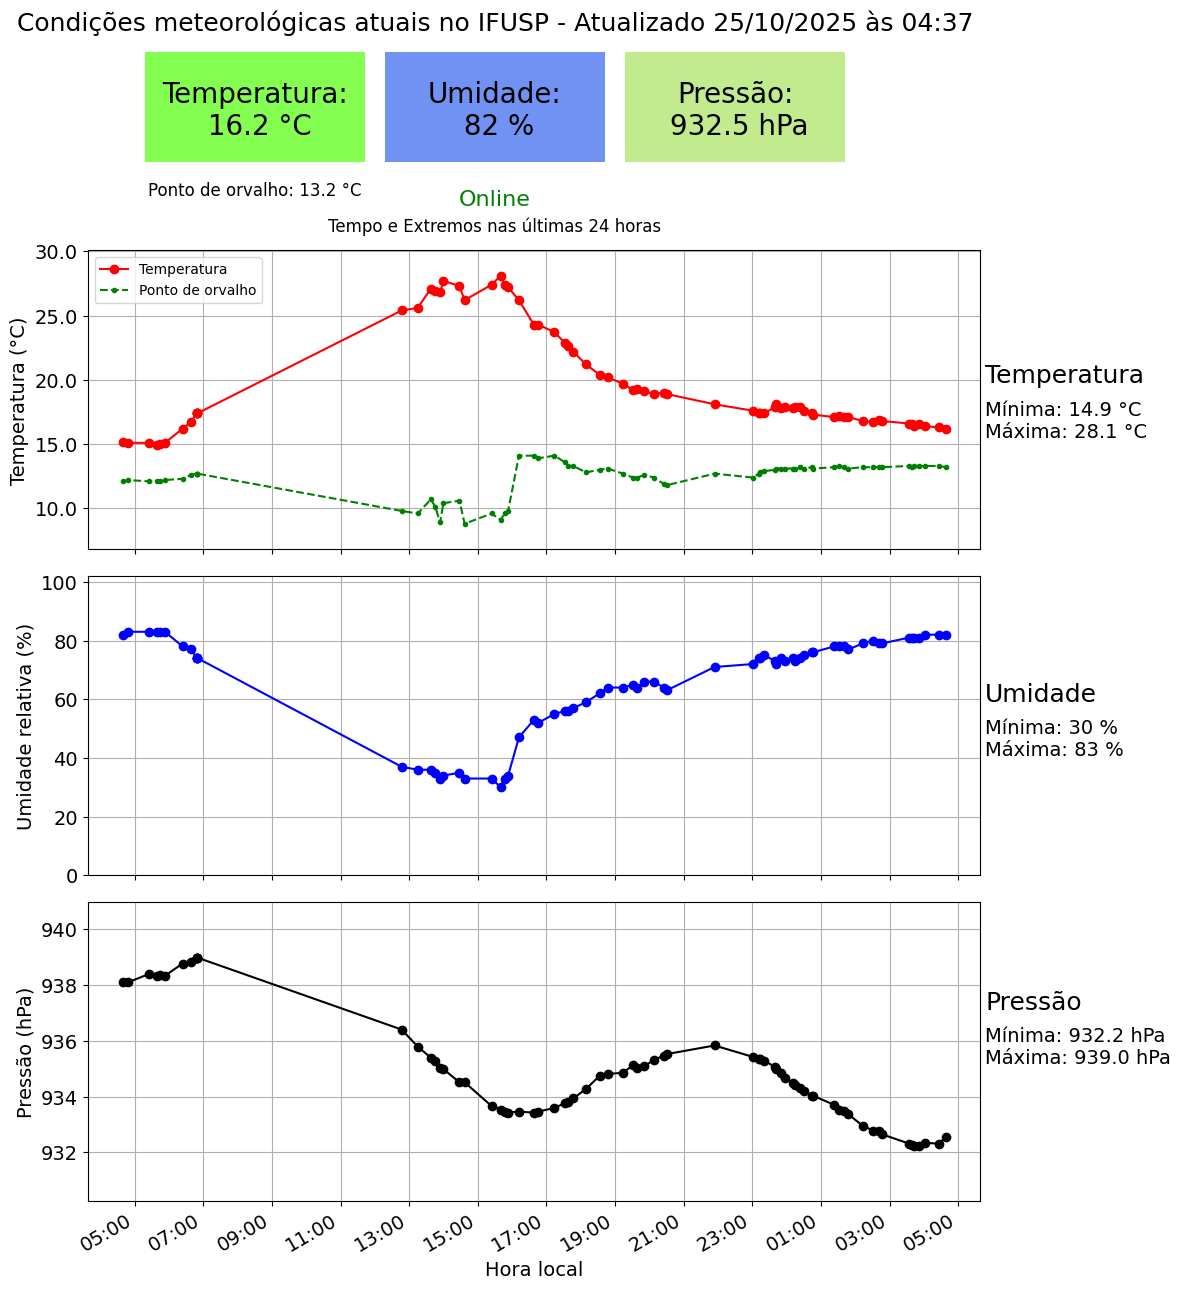 Condições meteorológicas atuais no IFUSP - Atualizado 25/10/2025 às 04:37
Temperatura:
16.2 °C
Umidade:
82 %
Pressão:
932.5 hPa
Ponto de orvalho: 13.2 °C
Online
Tempo e Extremos nas últimas 24 horas
Temperatura (°C)
30.0
25.0
20.0
15.0
10.0
Temperatura
Ponto de orvalho
Temperatura
Mínima: 14.9 °C
Máxima: 28.1 °C
Umidade relativa (%)
100
80
60
40
20
0
Umidade
Mínima: 30 %
Máxima: 83 %
Pressão (hPa)
940
938
936
934
932
Pressão
Mínima: 932.2 hPa
Máxima: 939.0 hPa
05:00 07:00 09:00 11:00 13:00 15:00 17:00 19:00 21:00 23:00 01:00 03:00 05:00
Hora local